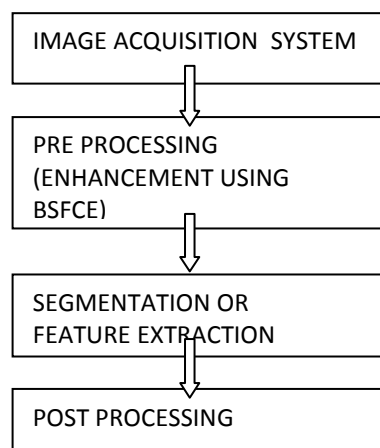 IMAGE ACQUISITION SYSTEM
PRE PROCESSING
(ENHANCEMENT USING
BSFCE)
SEGMENTATION OR
FEATURE EXTRACTION
POST PROCESSING